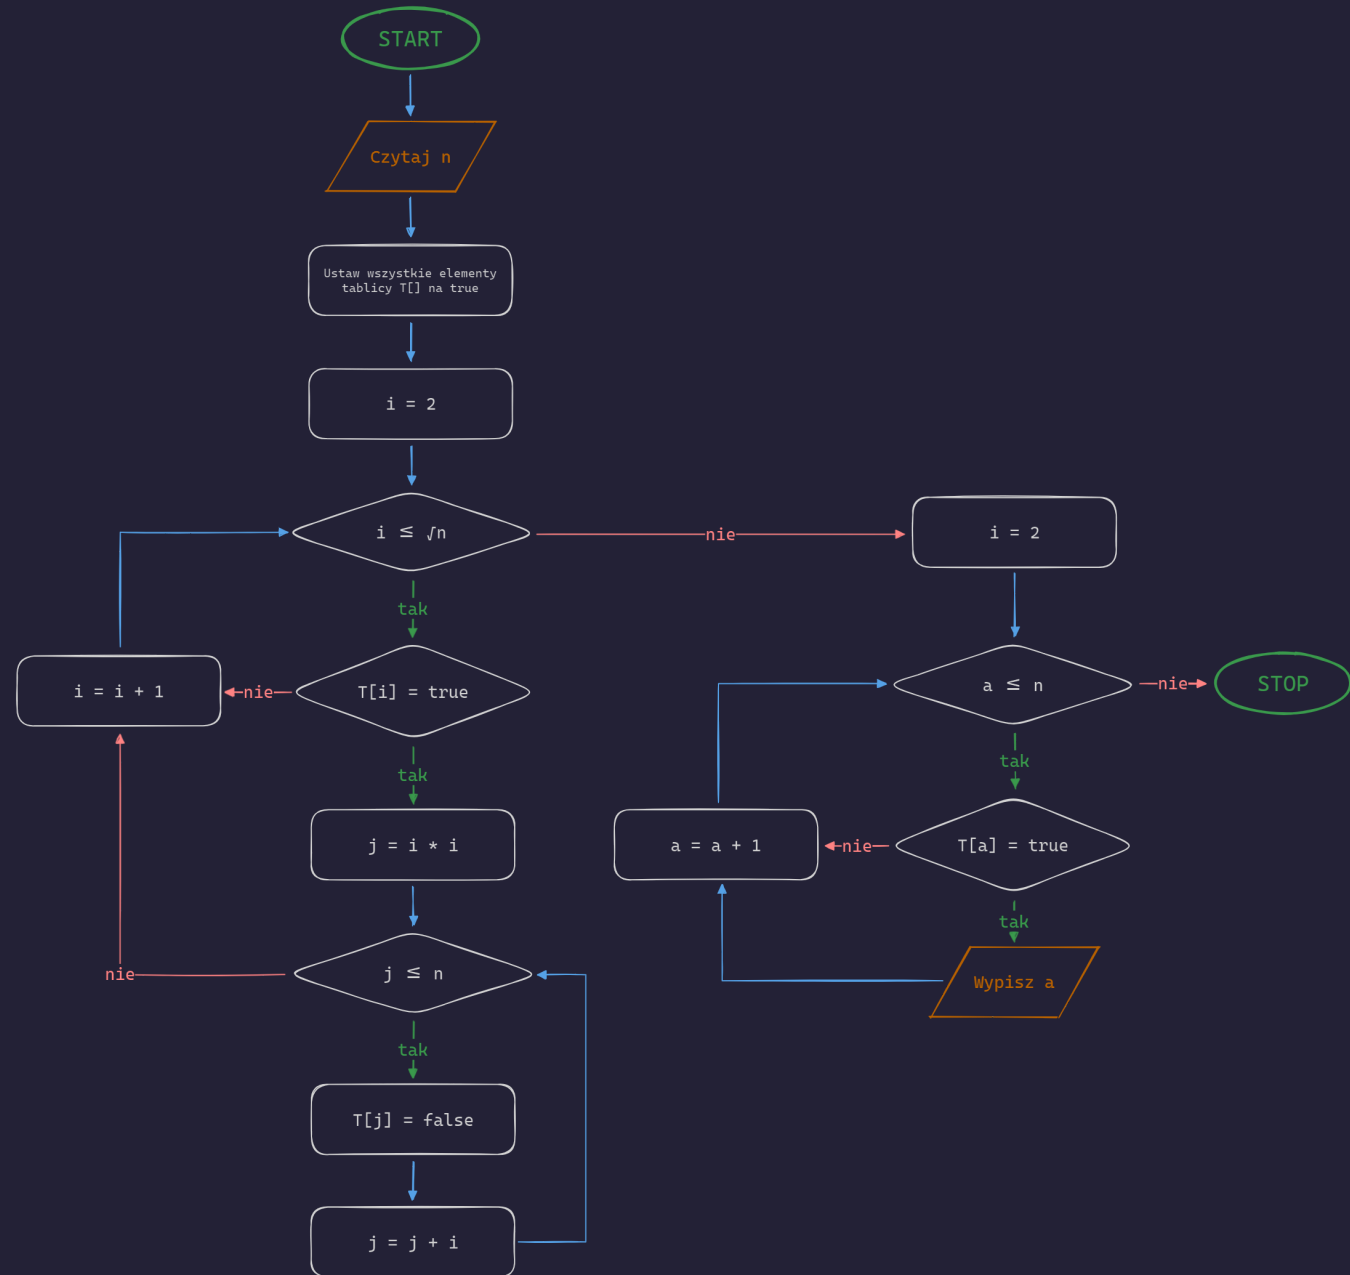 START
Czytaj n
Ustaw wszystkie elementy
tablicy T[] na true
i = 2
i ≤ √n
nie
i = 2
tak
i = i + 1
nie
T[i] = true
a ≤ n
nie
STOP
tak
tak
j = i * i
a = a + 1
nie
T[a] = true
tak
nie
j ≤ n
Wypisz a
tak
T[j] = false
j = j + i